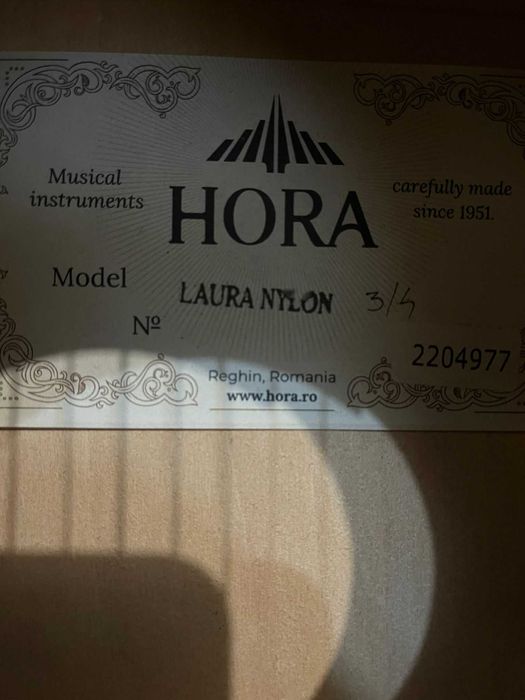 Musical
instruments
HORA
carefully made
since 1951.
Model
LAURA NYLON 3/4
Nº
2204977
Reghin, Romania
www.hora.ro